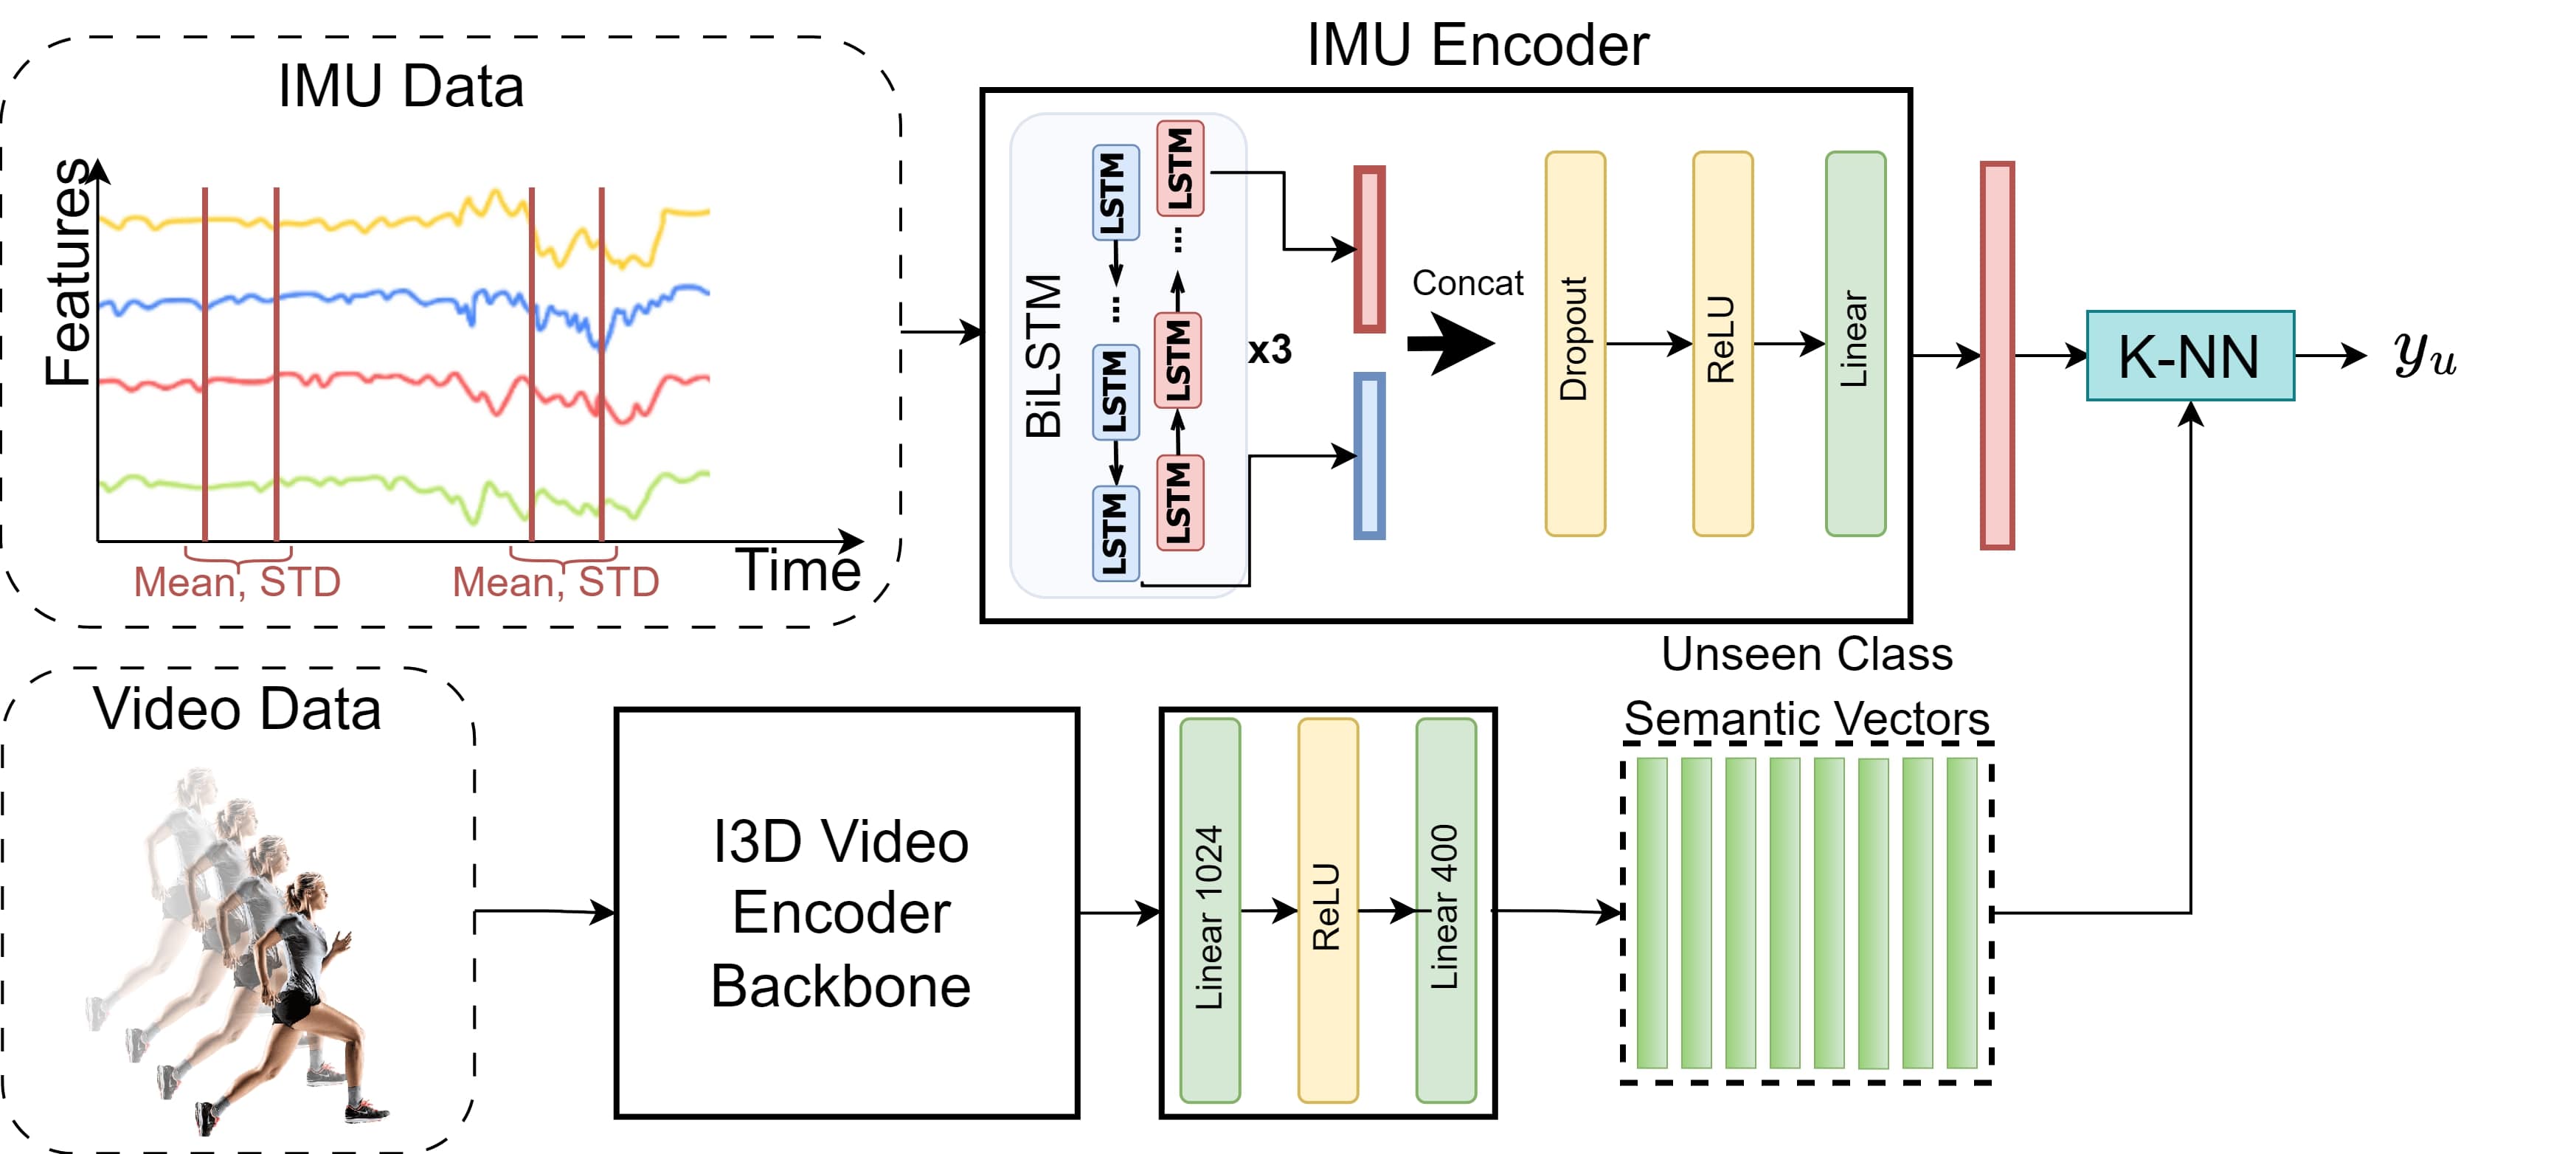 IMU Data
Features
Mean, STD
Mean, STD
Time
IMU Encoder
BiLSTM
LSTM
...
LSTM
LSTM
LSTM
...
LSTM
LSTM
x3
Concat
Dropout
ReLU
Linear
K-NN
yᵤ
Video Data
I3D Video
Encoder
Backbone
Linear 1024
ReLU
Linear 400
Unseen Class
Semantic Vectors